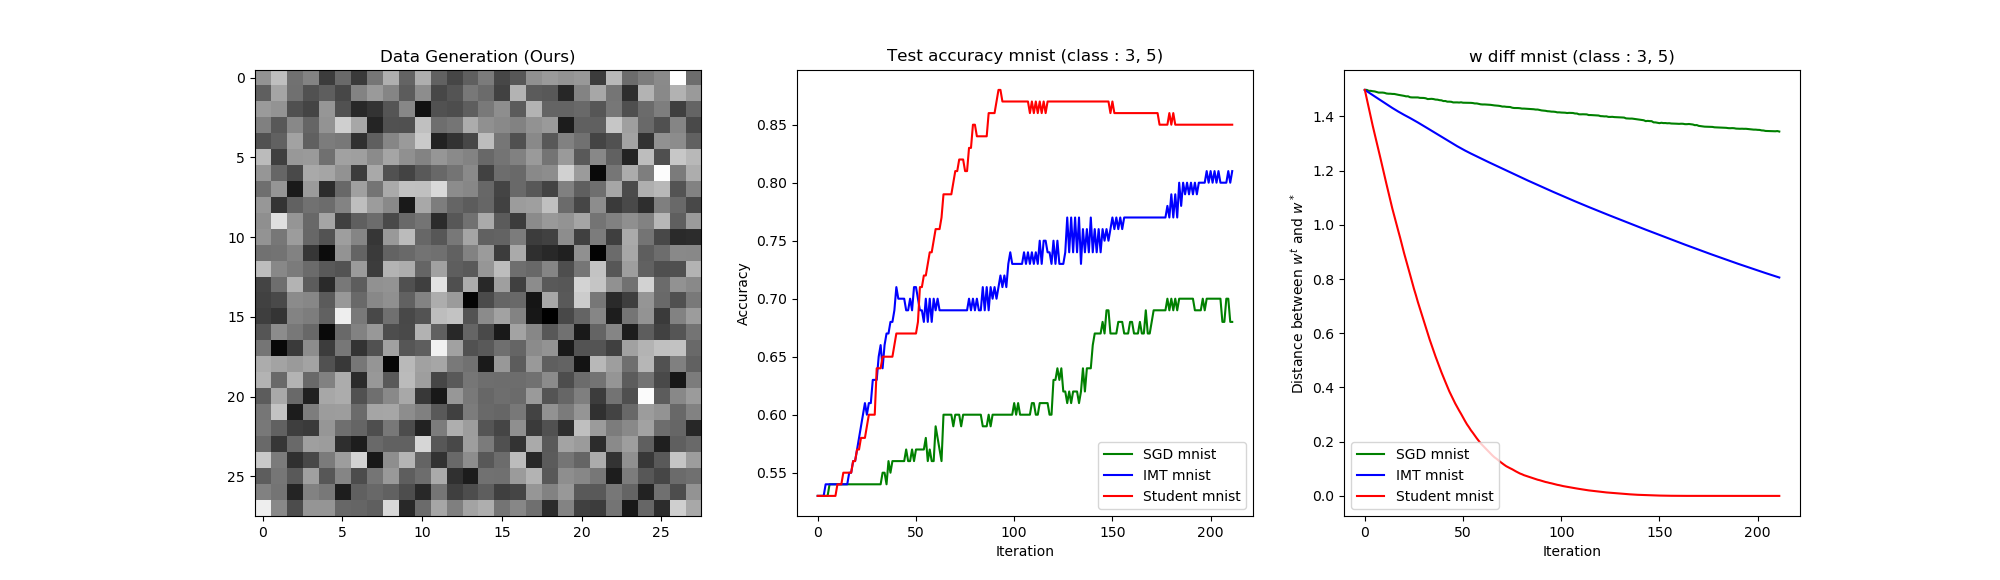 Data Generation (Ours)
0
5
10
15
20
25
0 5 10 15 20 25
Test accuracy mnist (class : 3, 5)
Accuracy
0.85
0.80
0.75
0.70
0.65
0.60
0.55
SGD mnist
IMT mnist
Student mnist
0 50 100 150 200
Iteration
w diff mnist (class : 3, 5)
Distance between w^t and w^*
1.4
1.2
1.0
0.8
0.6
0.4
0.2
0.0
SGD mnist
IMT mnist
Student mnist
0 50 100 150 200
Iteration